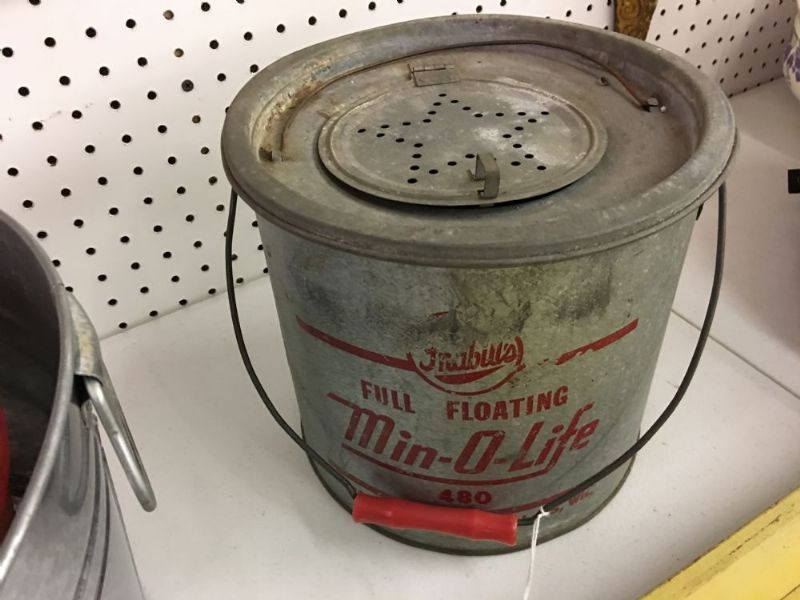 Frabill's
FULL FLOATING
Min-O-Life
480